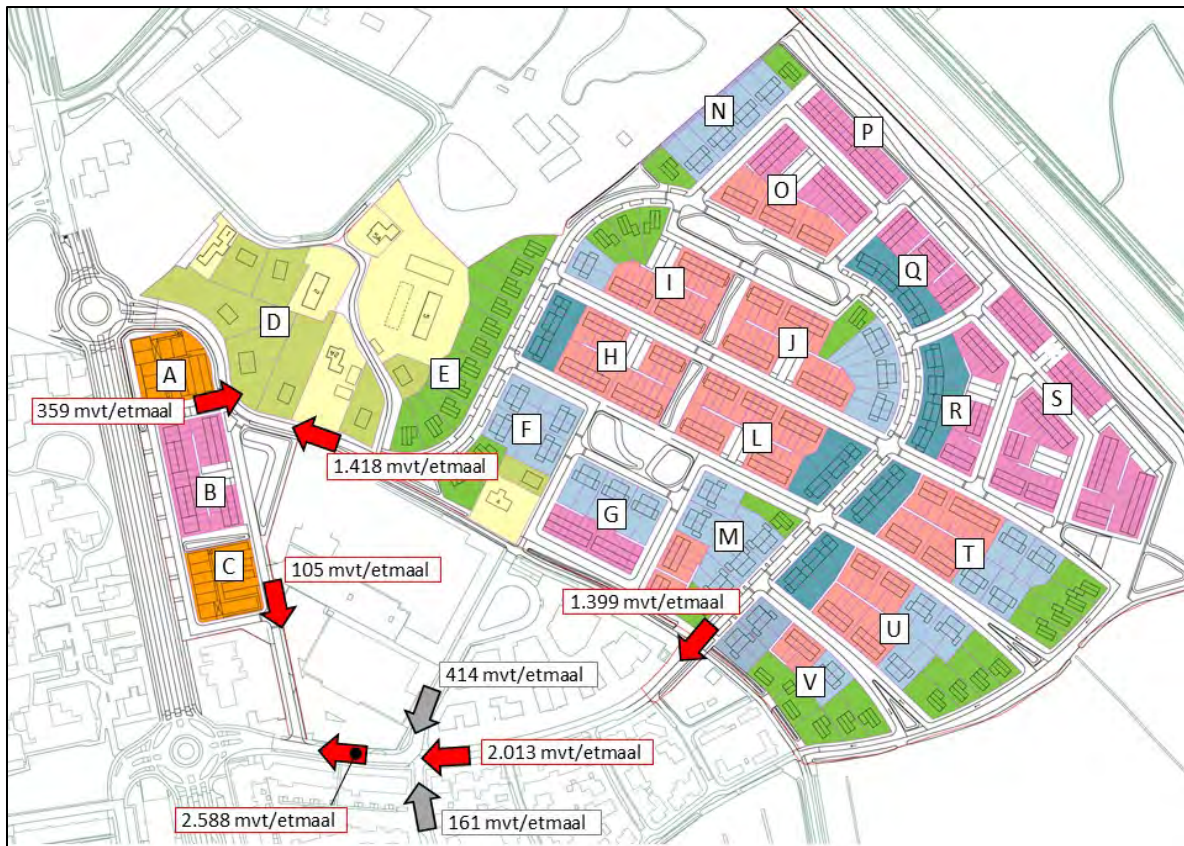 N
P
O
Q
D
I
A
J
E
H
R
S
359 mvt/etmaal
F
L
1.418 mvt/etmaal
B
G
M
T
C
105 mvt/etmaal
1.399 mvt/etmaal
U
414 mvt/etmaal
V
2.013 mvt/etmaal
2.588 mvt/etmaal
161 mvt/etmaal